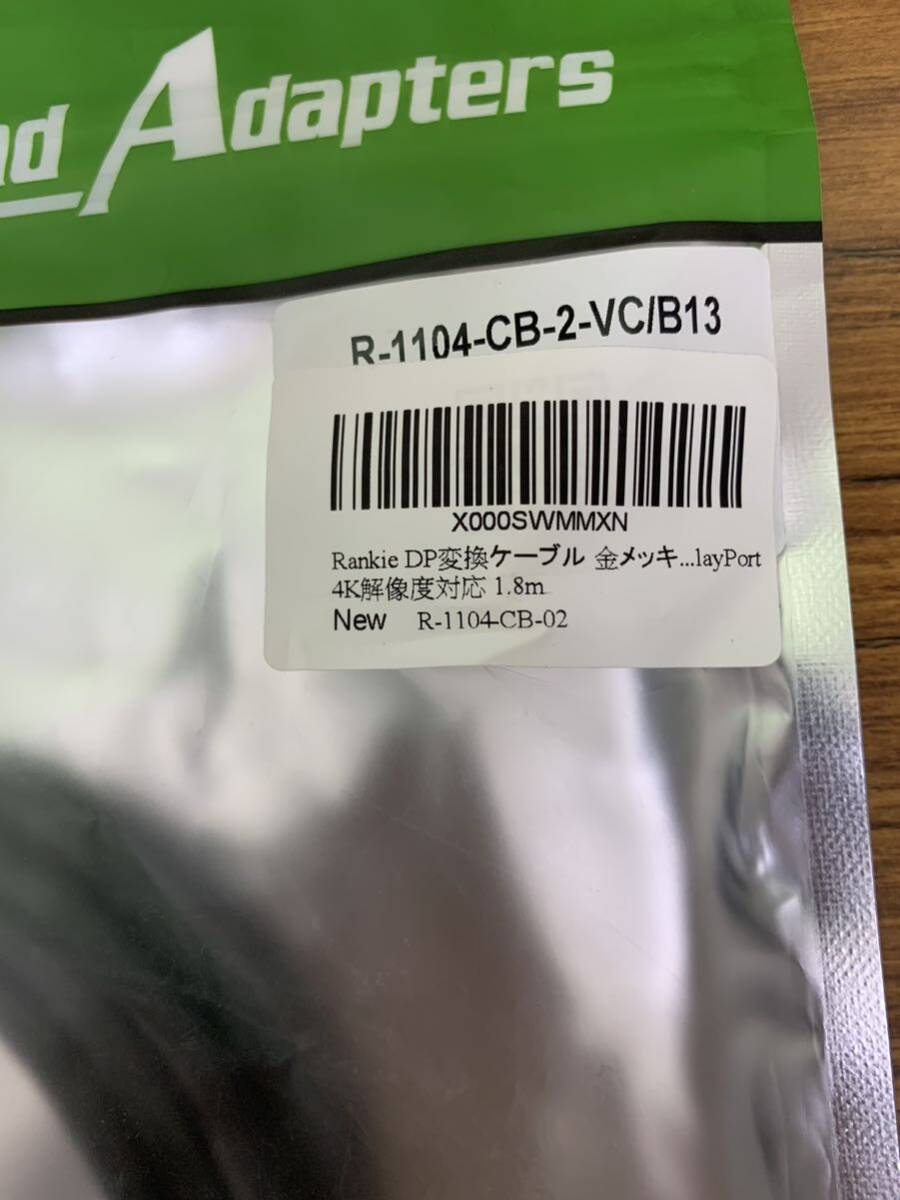 Adapters
R-1104-CB-2-VC/B13
X000SWMMXN
Rankie DP変換ケーブル 金メッキ...layPort
4K解像度対応 1.8m
New R-1104-CB-02